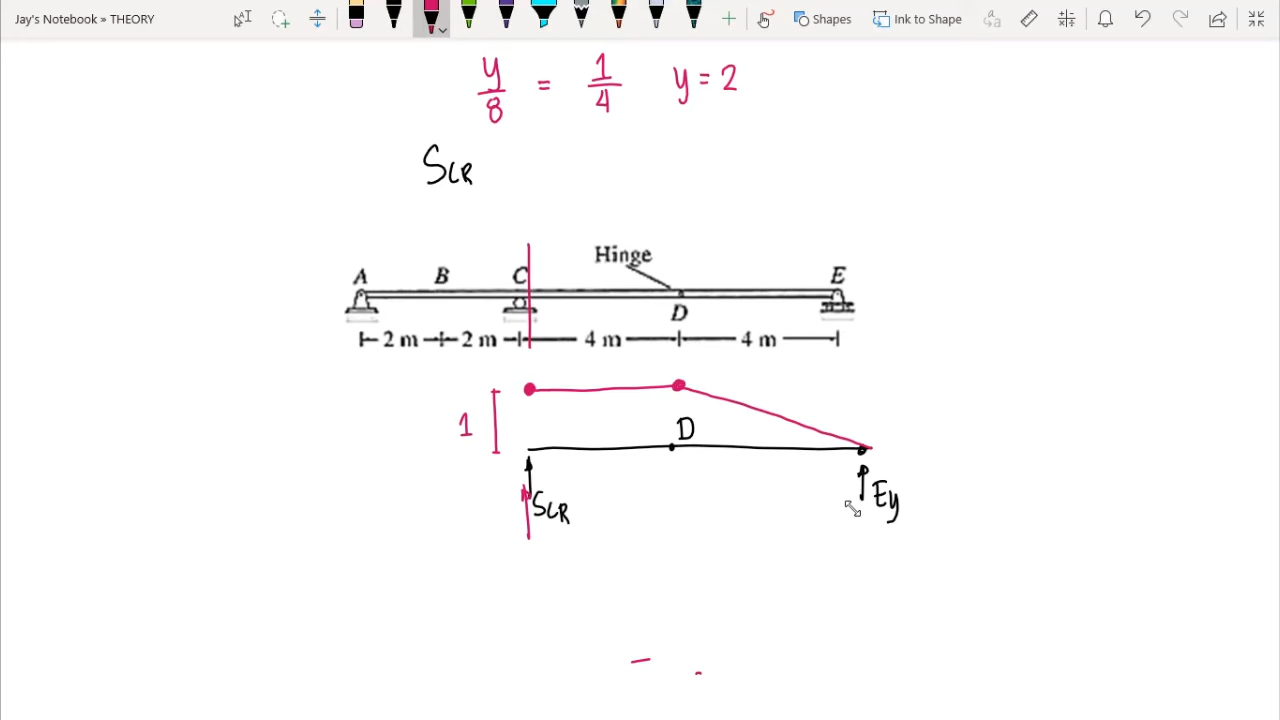 Jay's Notebook » THEORY
Shapes
Ink to Shape
y/8 = 1/4 y = 2
SCR
Hinge
A B C E
D
2 m 2 m 4 m 4 m
1
D
SCR
Ey